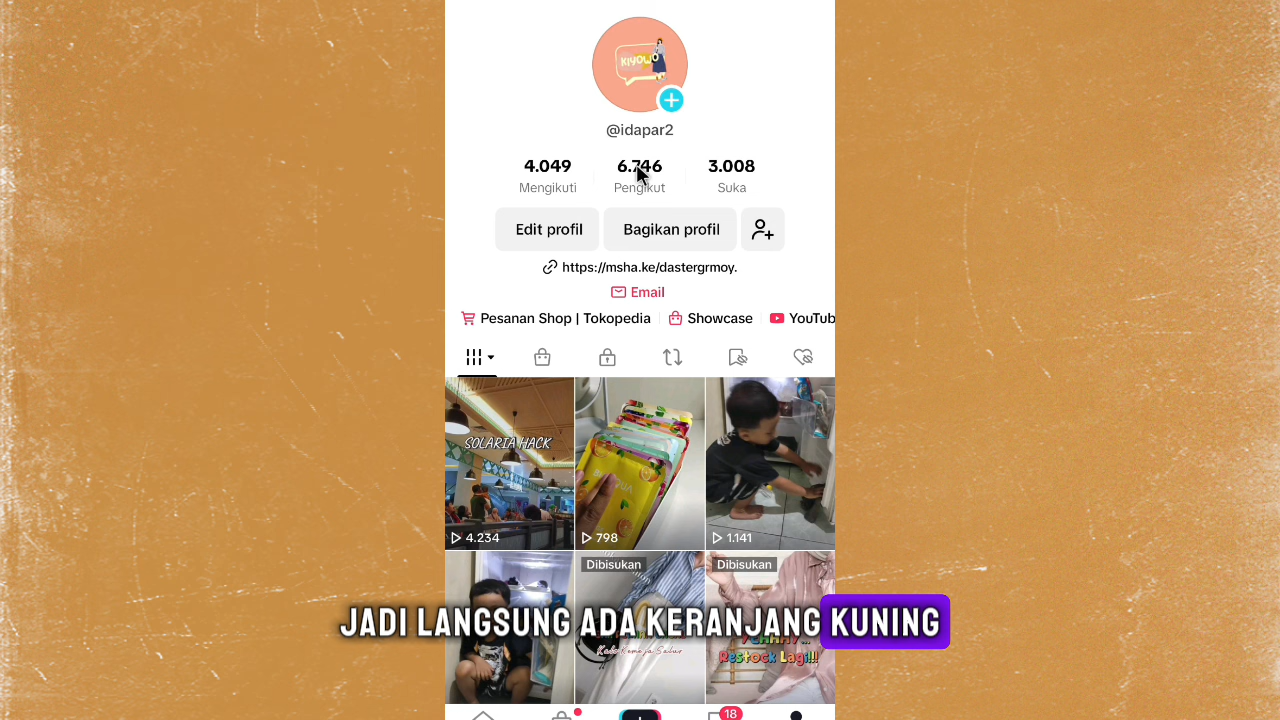 KIYOWO
@idapar2
4.049 6.746 3.008
Mengikuti Pengikut Suka
Edit profil Bagikan profil
https://msha.ke/dastergrmoy.
Email
Pesanan Shop | Tokopedia Showcase YouTub
SOLARIA HACK
4.234 798 1.141
Dibisukan Dibisukan
JADI LANGSUNG ADA KERANJANG KUNING
Restock Lagi!!!
18